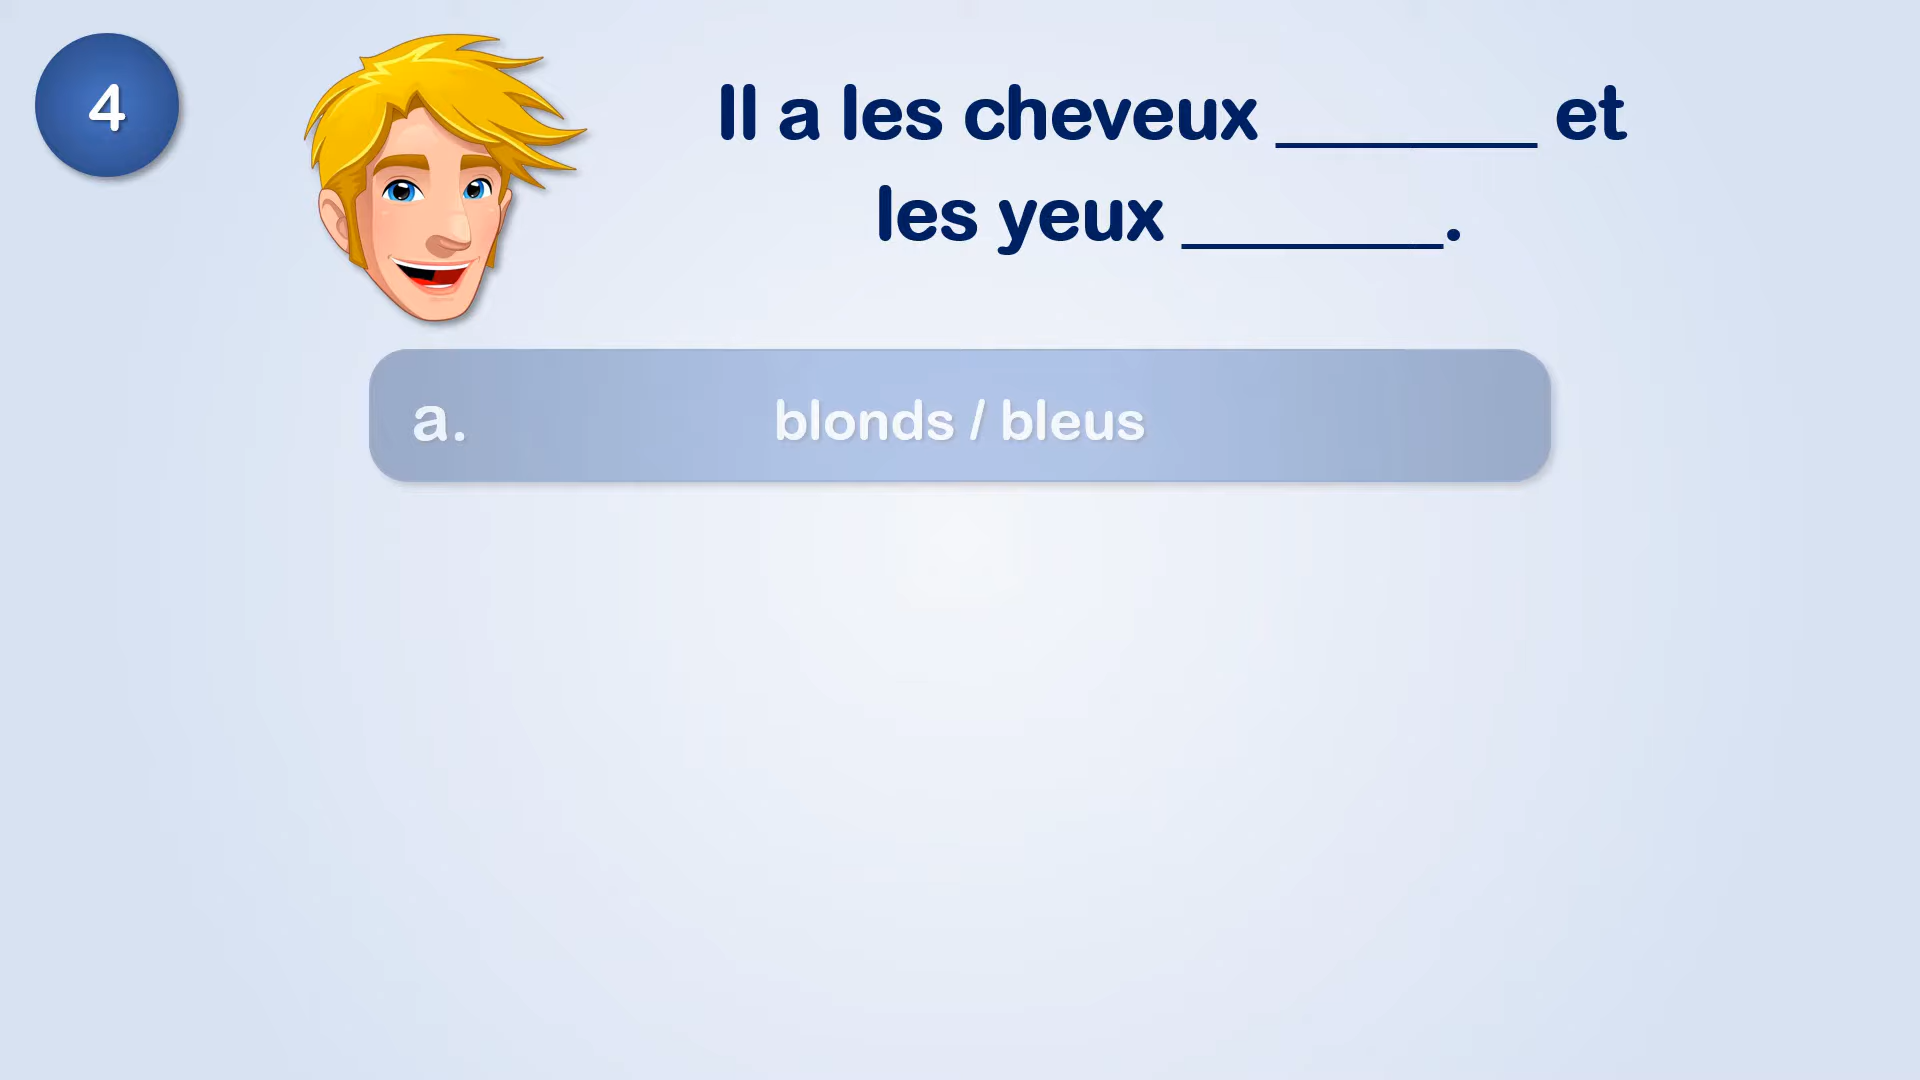 4
Il a les cheveux ________ et
les yeux ________.
a. blonds / bleus